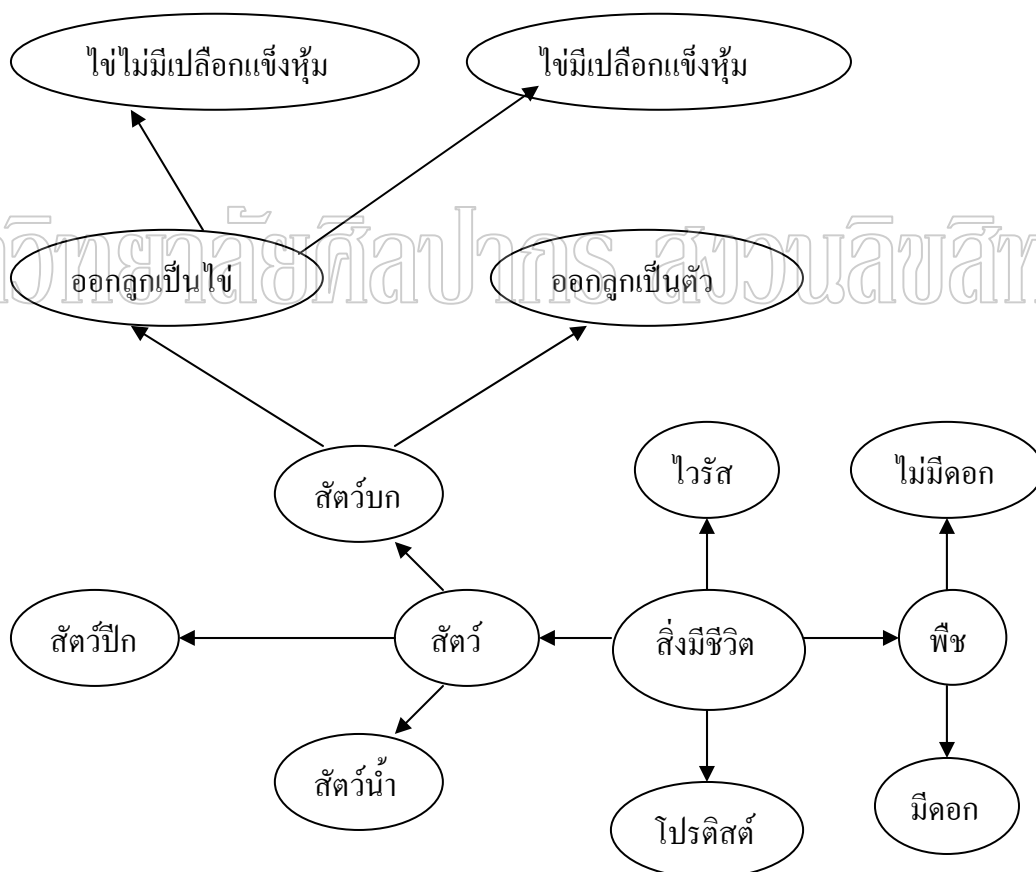 ไข่ไม่มีเปลือกแข็งหุ้ม
ไข่มีเปลือกแข็งหุ้ม
ออกลูกเป็นไข่
ออกลูกเป็นตัว
สัตว์บก
ไวรัส
ไม่มีดอก
สัตว์ปีก
สัตว์
สิ่งมีชีวิต
พืช
สัตว์น้ำ
โปรติสต์
มีดอก